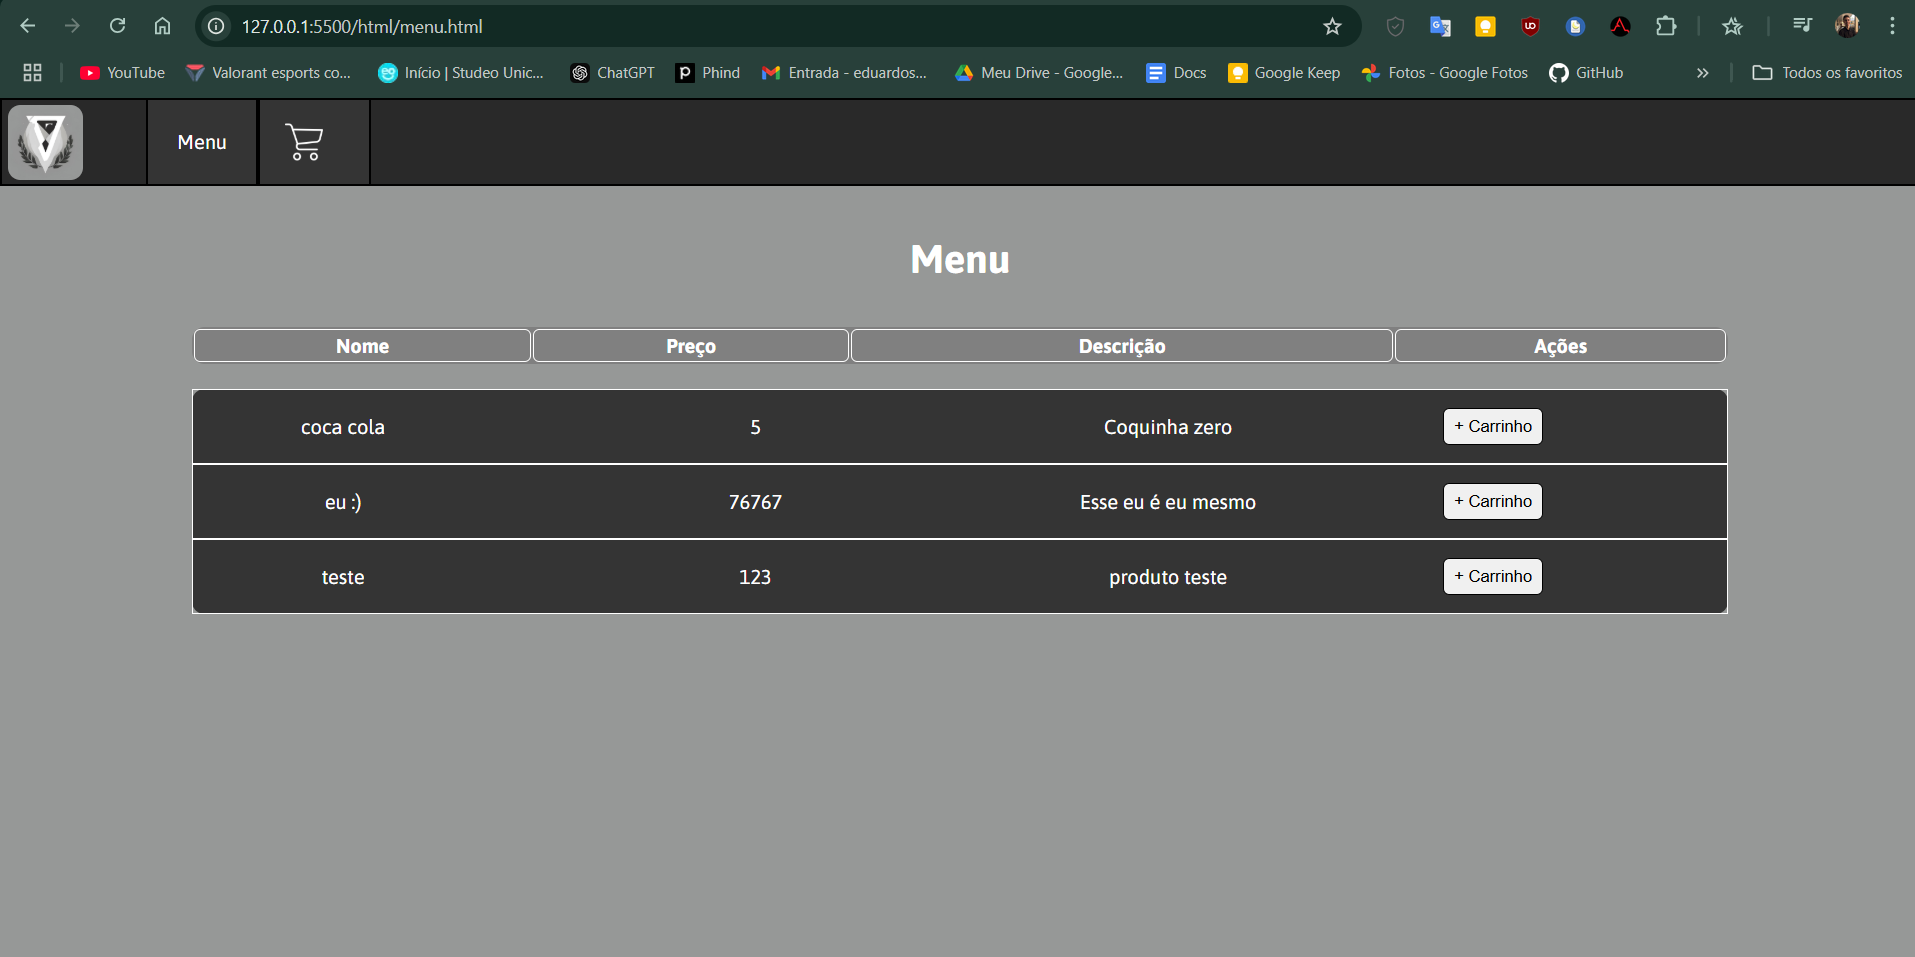 127.0.0.1:5500/html/menu.html
YouTube Valorant esports co... Início | Studeo Unic... ChatGPT Phind Entrada - eduardos... Meu Drive - Google... Docs Google Keep Fotos - Google Fotos GitHub Todos os favoritos
Menu
Menu
Nome Preço Descrição Ações
coca cola 5 Coquinha zero + Carrinho
eu :) 76767 Esse eu é eu mesmo + Carrinho
teste 123 produto teste + Carrinho